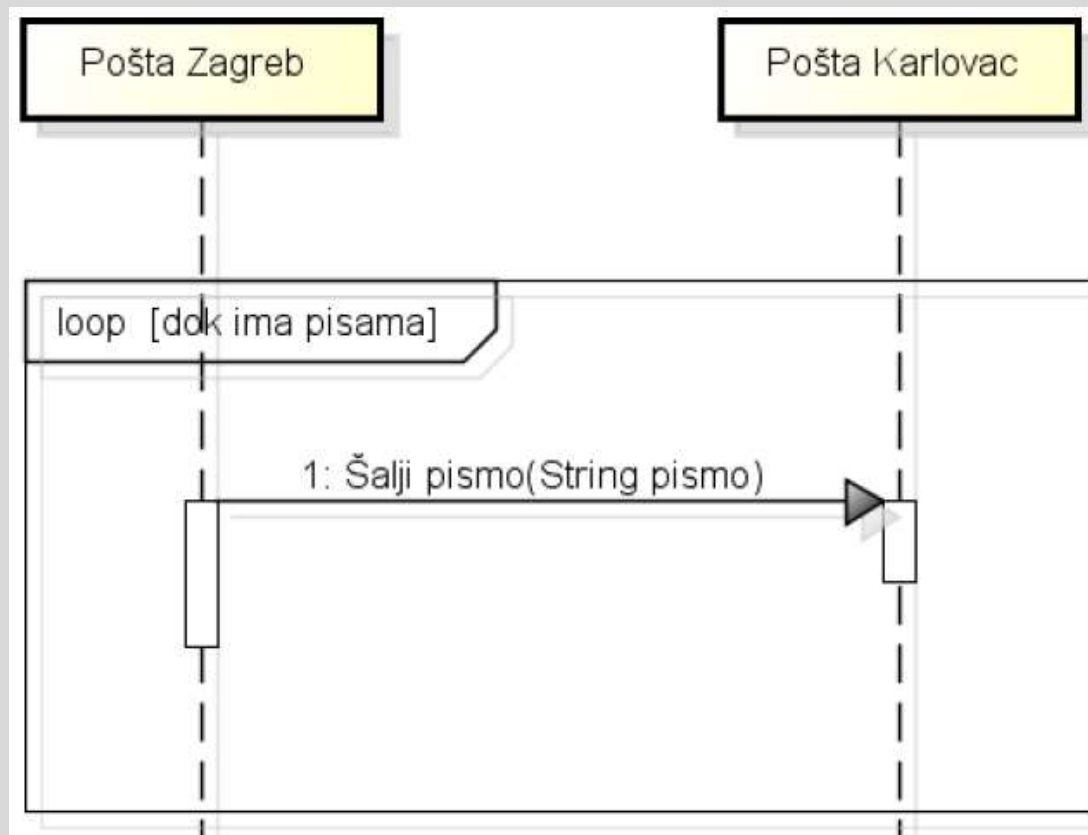 Pošta Zagreb
Pošta Karlovac
loop [dok ima pisama]
1: Šalji pismo(String pismo)